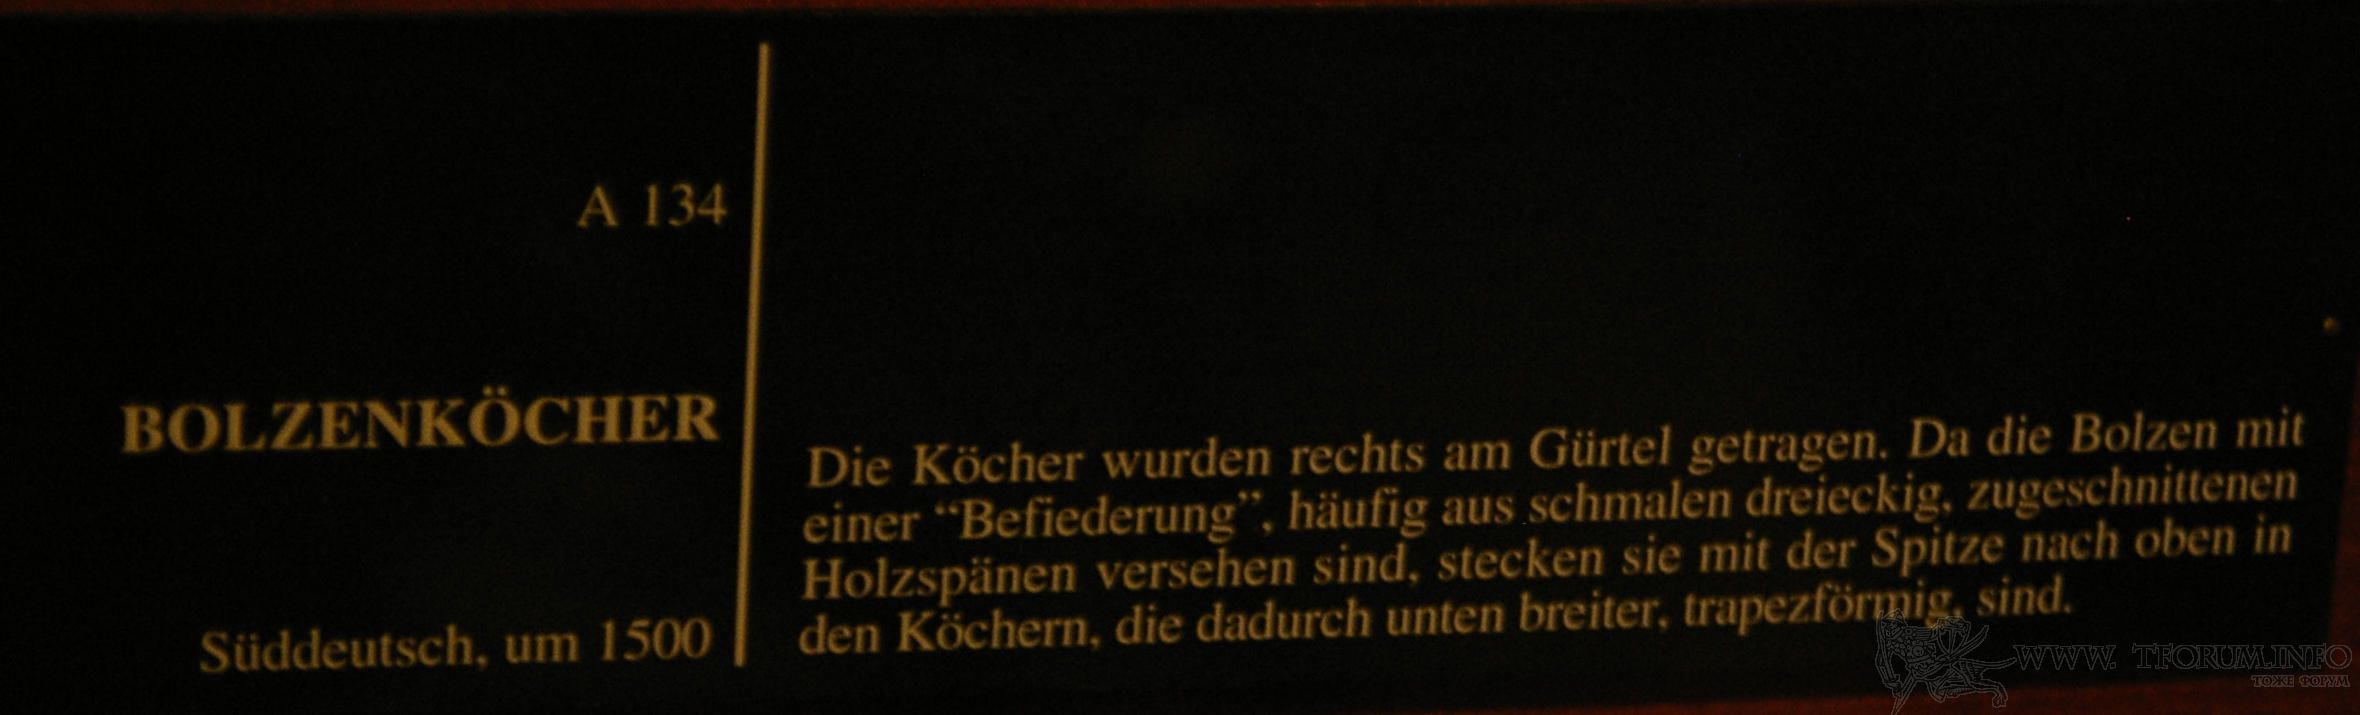 A 134
BOLZENKÖCHER
Süddeutsch, um 1500
Die Köcher wurden rechts am Gürtel getragen. Da die Bolzen mit
einer “Befiederung”, häufig aus schmalen dreieckig, zugeschnittenen
Holzspänen versehen sind, stecken sie mit der Spitze nach oben in
den Köchern, die dadurch unten breiter, trapezförmig, sind.
WWW. TFORUM.INFO
ТОЖЕ ФОРУМ